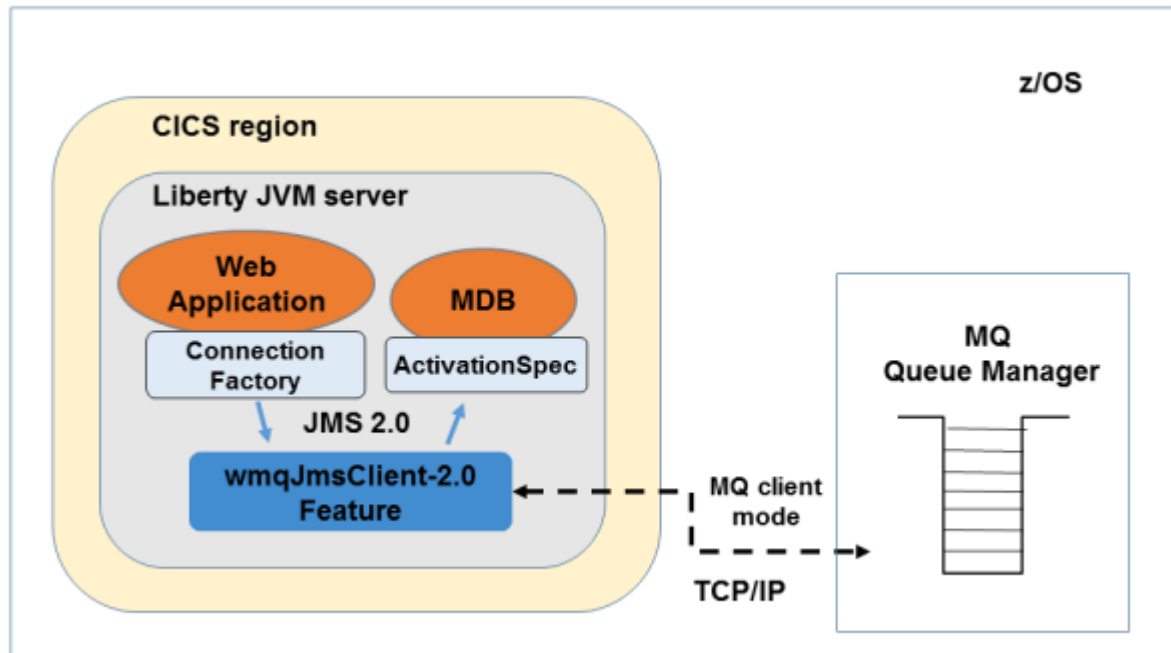 z/OS
CICS region
Liberty JVM server
Web
Application
MDB
Connection
Factory
ActivationSpec
JMS 2.0
wmqJmsClient-2.0
Feature
MQ client
mode
TCP/IP
MQ
Queue Manager